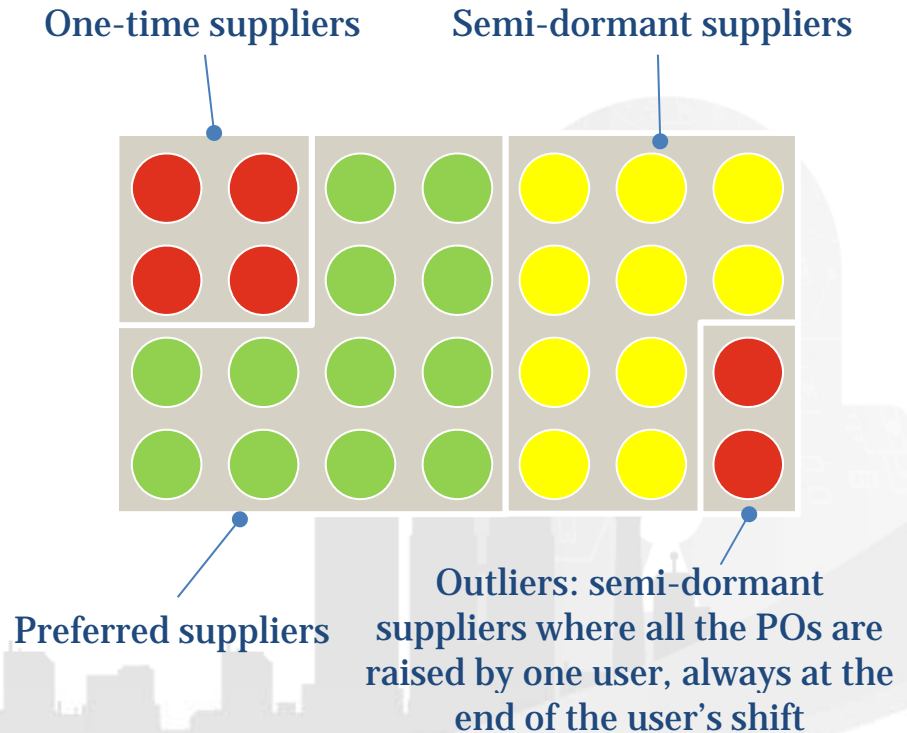 One-time suppliers
Semi-dormant suppliers
Preferred suppliers
Outliers: semi-dormant
suppliers where all the POs are
raised by one user, always at the
end of the user’s shift